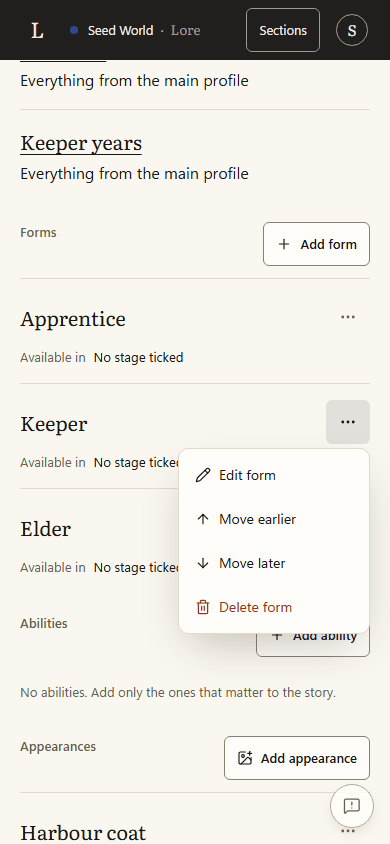 L Seed World · Lore Sections S
Everything from the main profile
Keeper years
Everything from the main profile
Forms
Add form
Apprentice
Available in No stage ticked
Keeper
Available in No stage ticked
Edit form
Move earlier
Move later
Delete form
Elder
Available in No stage ticked
Abilities
Add ability
No abilities. Add only the ones that matter to the story.
Appearances
Add appearance
Harbour coat